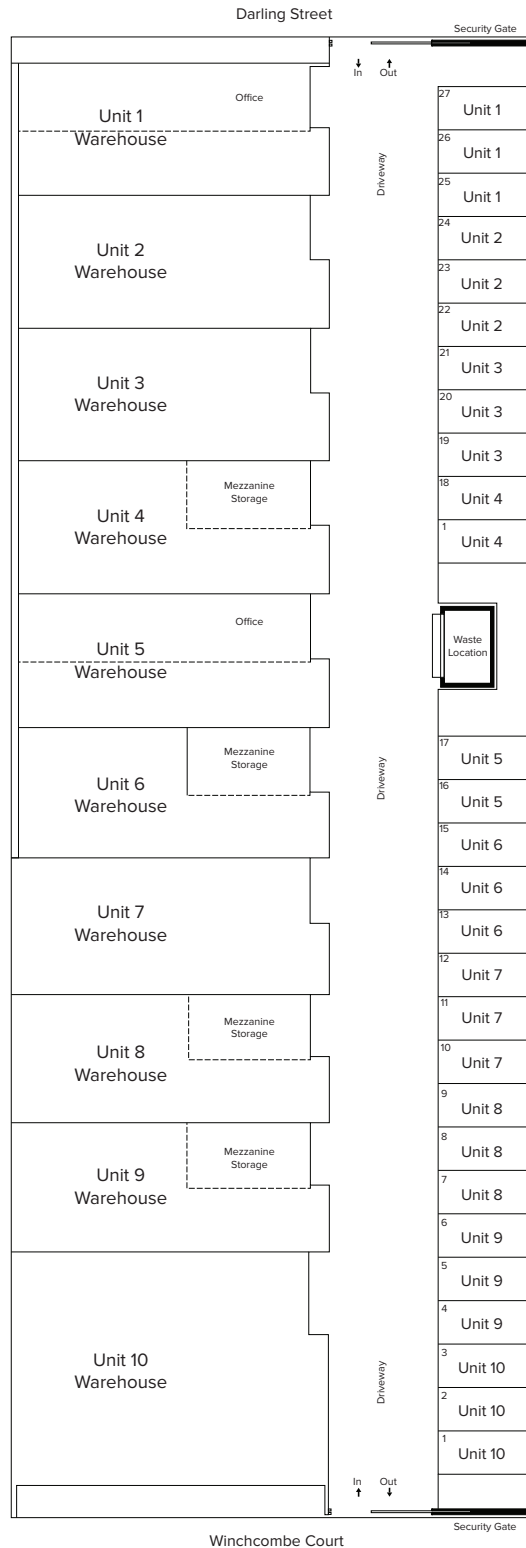 Darling Street
Security Gate
In Out
Office
Unit 1
Warehouse
Driveway
27
Unit 1
26
Unit 1
25
Unit 1
Unit 2
Warehouse
24
Unit 2
23
Unit 2
22
Unit 2
Unit 3
Warehouse
21
Unit 3
20
Unit 3
19
Unit 3
Mezzanine
Storage
Unit 4
Warehouse
18
Unit 4
1
Unit 4
Office
Unit 5
Warehouse
Waste
Location
Mezzanine
Storage
Unit 6
Warehouse
Driveway
17
Unit 5
16
Unit 5
15
Unit 6
14
Unit 6
13
Unit 6
Unit 7
Warehouse
12
Unit 7
11
Unit 7
10
Unit 7
Mezzanine
Storage
Unit 8
Warehouse
9
Unit 8
8
Unit 8
7
Unit 8
Mezzanine
Storage
Unit 9
Warehouse
6
Unit 9
5
Unit 9
4
Unit 9
Unit 10
Warehouse
Driveway
3
Unit 10
2
Unit 10
1
Unit 10
In Out
Security Gate
Winchcombe Court